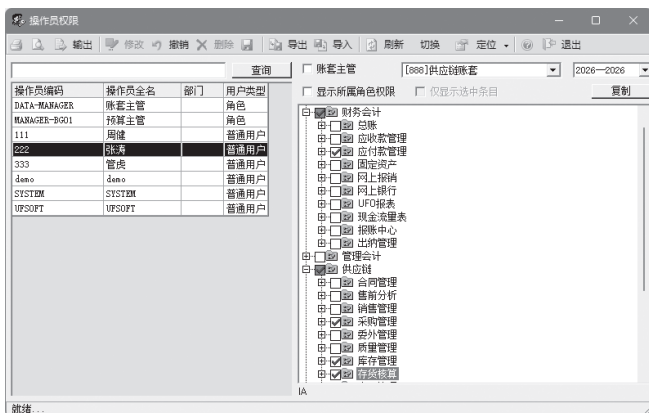 操作员权限
输出 修改 撤销 删除 导出 导入 刷新 切换 定位 退出
查询
账套主管 [888]供应链账套 2026—2026
显示所属角色权限 仅显示选中条目 复制
操作员编码 操作员全名 部门 用户类型
DATA-MANAGER 账套主管 角色
MANAGER-BG01 预算主管 角色
111 周健 普通用户
222 张涛 普通用户
333 管虎 普通用户
demo demo 普通用户
SYSTEM SYSTEM 普通用户
UFSOFT UFSOFT 普通用户
财务会计
总账
应收款管理
应付款管理
固定资产
网上报销
网上银行
UFO报表
现金流量表
报账中心
出纳管理
管理会计
供应链
合同管理
售前分析
销售管理
采购管理
委外管理
质量管理
库存管理
存货核算
IA
就绪...